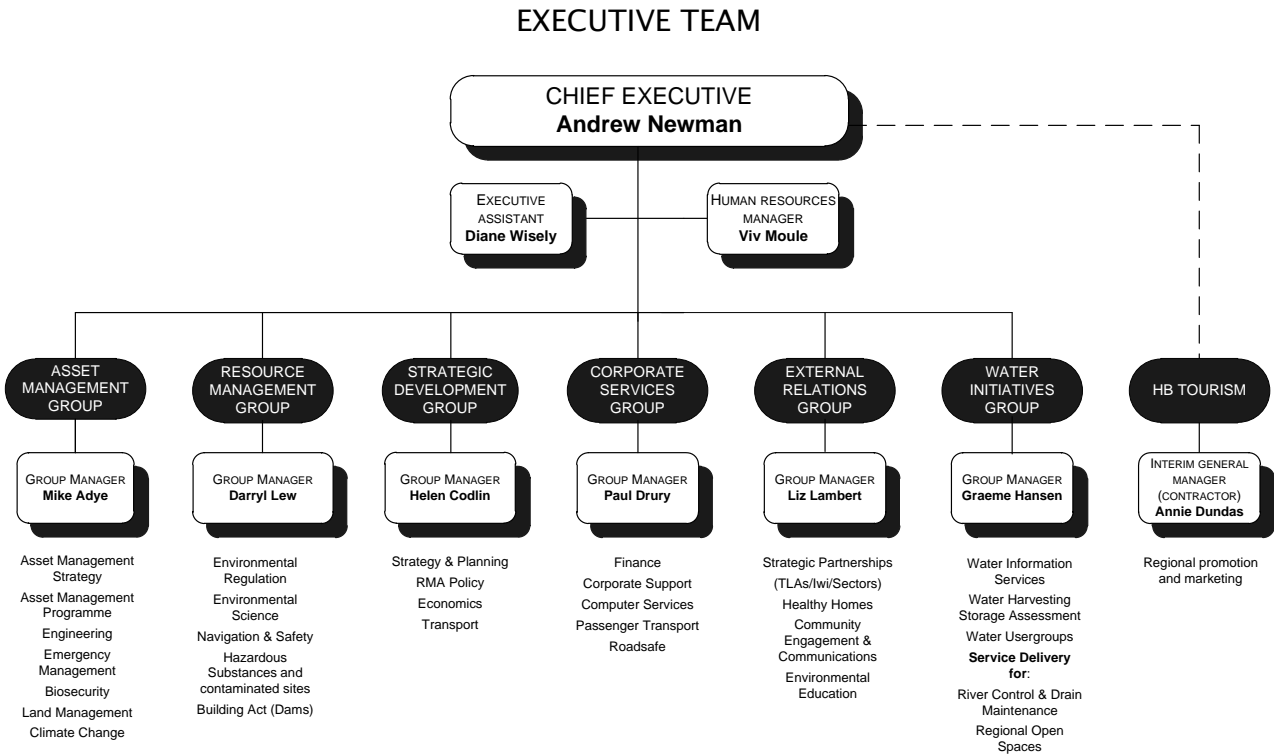 EXECUTIVE TEAM
CHIEF EXECUTIVE
Andrew Newman
EXECUTIVE
ASSISTANT
Diane Wisely
HUMAN RESOURCES
MANAGER
Viv Moule
ASSET
MANAGEMENT
GROUP
RESOURCE
MANAGEMENT
GROUP
STRATEGIC
DEVELOPMENT
GROUP
CORPORATE
SERVICES
GROUP
EXTERNAL
RELATIONS
GROUP
WATER
INITIATIVES
GROUP
HB TOURISM
GROUP MANAGER
Mike Adye
GROUP MANAGER
Darryl Lew
GROUP MANAGER
Helen Codlin
GROUP MANAGER
Paul Drury
GROUP MANAGER
Liz Lambert
GROUP MANAGER
Graeme Hansen
INTERIM GENERAL
MANAGER
(CONTRACTOR)
Annie Dundas
Asset Management
Strategy
Asset Management
Programme
Engineering
Emergency
Management
Biosecurity
Land Management
Climate Change
Environmental
Regulation
Environmental
Science
Navigation & Safety
Hazardous
Substances and
contaminated sites
Building Act (Dams)
Strategy & Planning
RMA Policy
Economics
Transport
Finance
Corporate Support
Computer Services
Passenger Transport
Roadsafe
Strategic Partnerships
(TLAs/Iwi/Sectors)
Healthy Homes
Community
Engagement &
Communications
Environmental
Education
Water Information
Services
Water Harvesting
Storage Assessment
Water Usergroups
Service Delivery
for:
River Control & Drain
Maintenance
Regional Open
Spaces
Regional promotion
and marketing